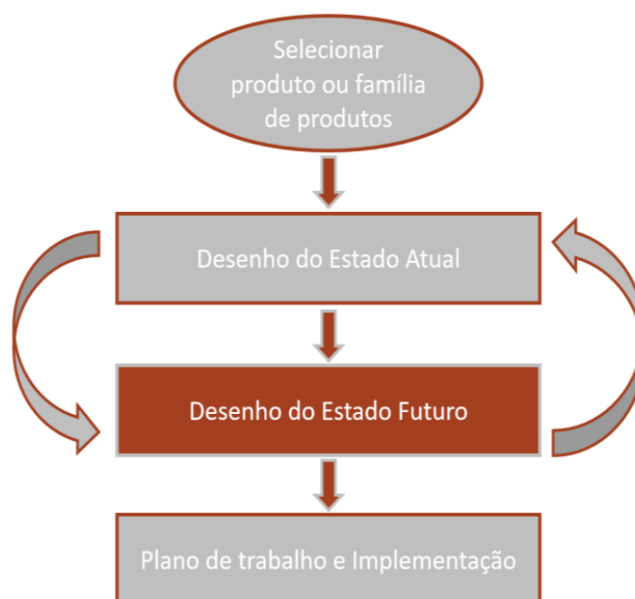 Selecionar
produto ou família
de produtos
Desenho do Estado Atual
Desenho do Estado Futuro
Plano de trabalho e Implementação